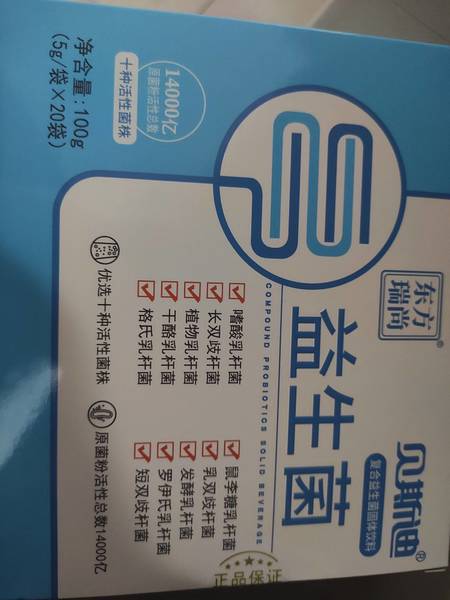 东方
瑞尚®
贝斯迪®
复合益生菌固体饮料
益生菌
COMPOUND PROBIOTICS SOLID BEVERAGE
嗜酸乳杆菌
长双歧杆菌
植物乳杆菌
干酪乳杆菌
格氏乳杆菌
鼠李糖乳杆菌
乳双歧杆菌
发酵乳杆菌
罗伊氏乳杆菌
短双歧杆菌
优选十种活性菌株
原菌粉活性总数14000亿
14000亿
原菌粉活性总数
十种活性菌株
净含量:100g
(5g/袋×20袋)
正品保证